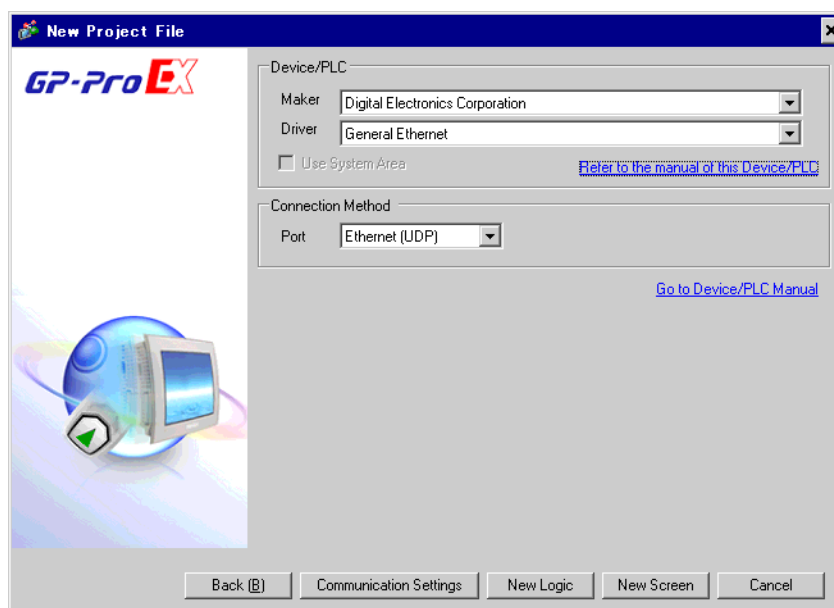 New Project File
GP-Pro EX
Device/PLC
Maker Digital Electronics Corporation
Driver General Ethernet
Use System Area Refer to the manual of this Device/PLC
Connection Method
Port Ethernet (UDP)
Go to Device/PLC Manual
Back (B) Communication Settings New Logic New Screen Cancel